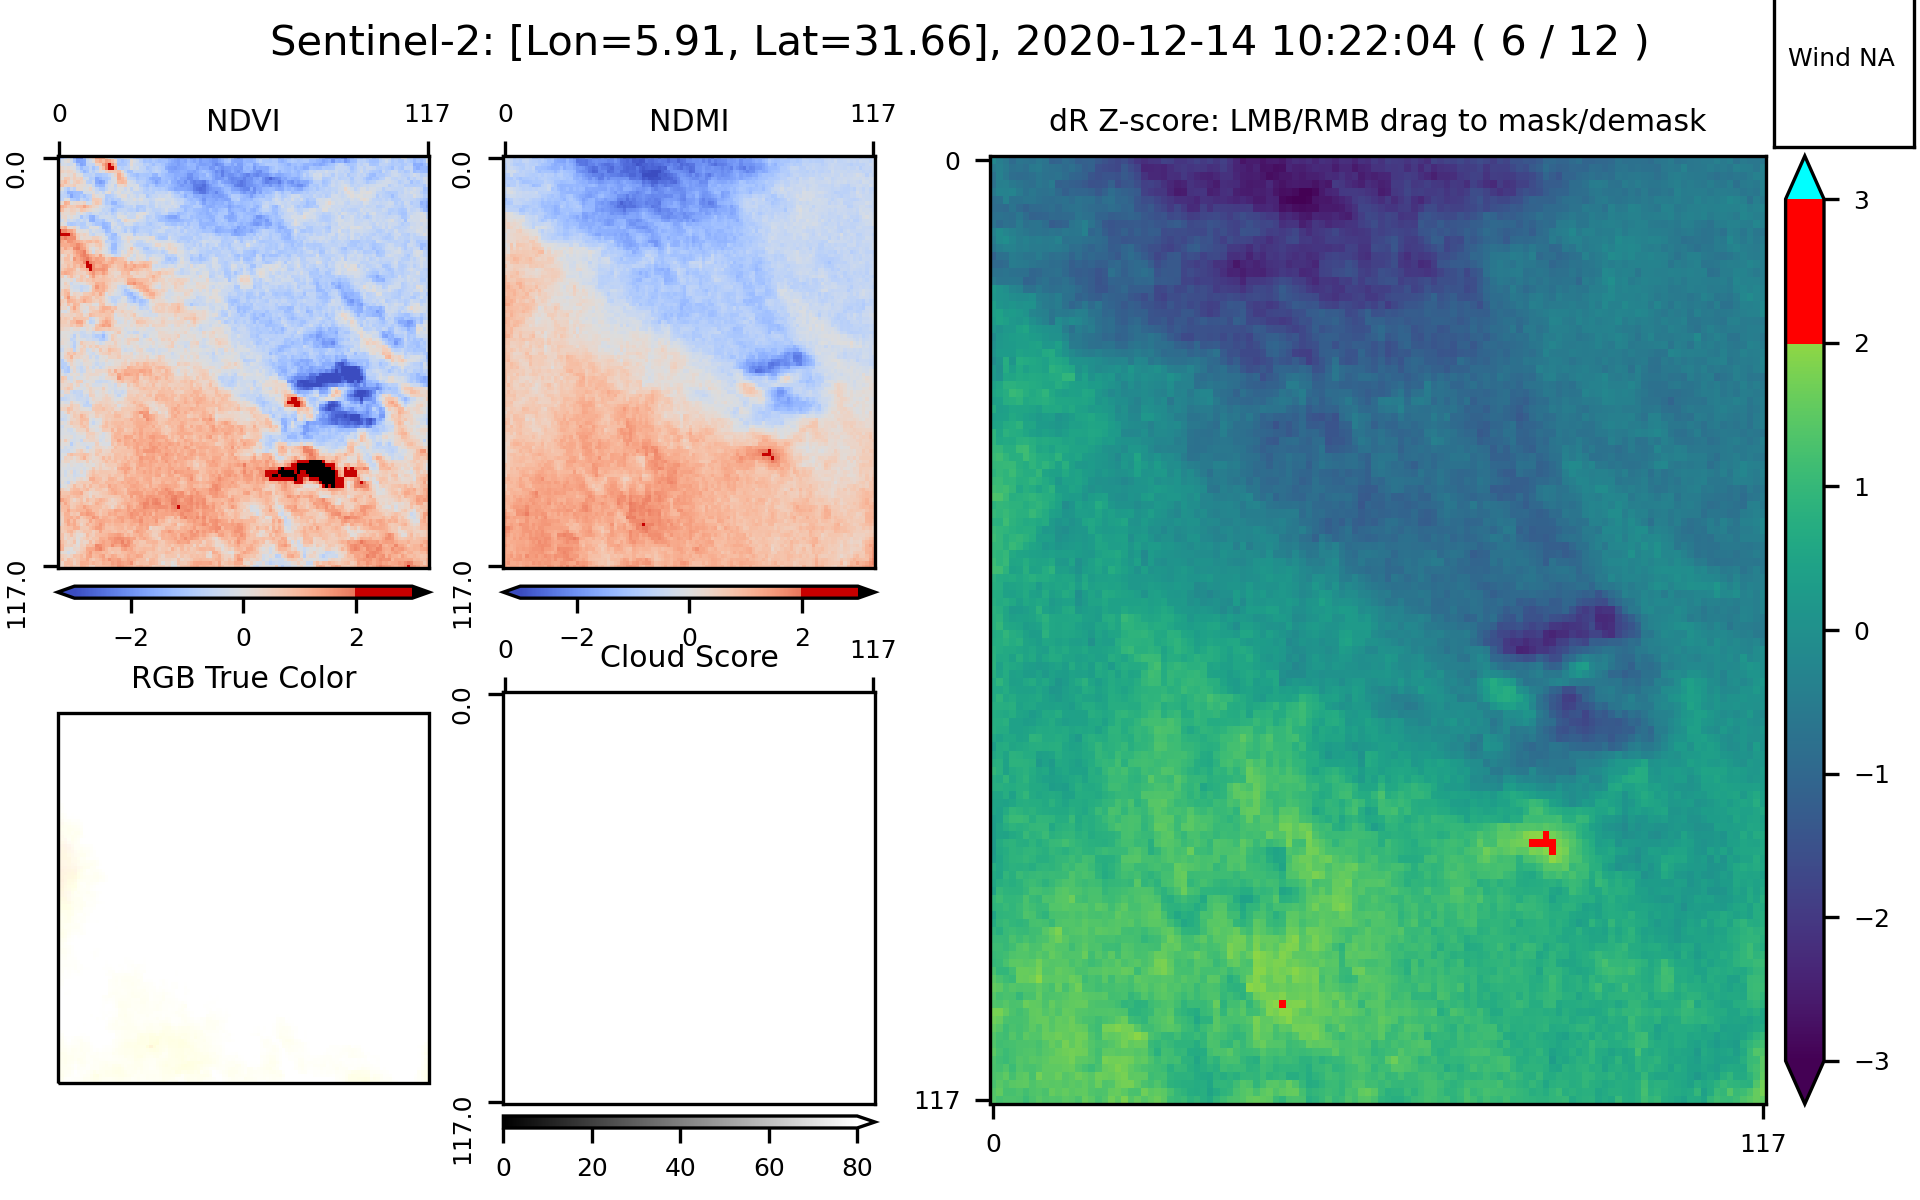 Sentinel-2: [Lon=5.91, Lat=31.66], 2020-12-14 10:22:04 ( 6 / 12 )
Wind NA
0 NDVI 117
0.0
117.0
−2 0 2
0 NDMI 117
0.0
117.0
−2 0 2
dR Z-score: LMB/RMB drag to mask/demask
0
117
0 117
3
2
1
0
−1
−2
−3
RGB True Color
0 Cloud Score 117
0.0
117.0
0 20 40 60 80